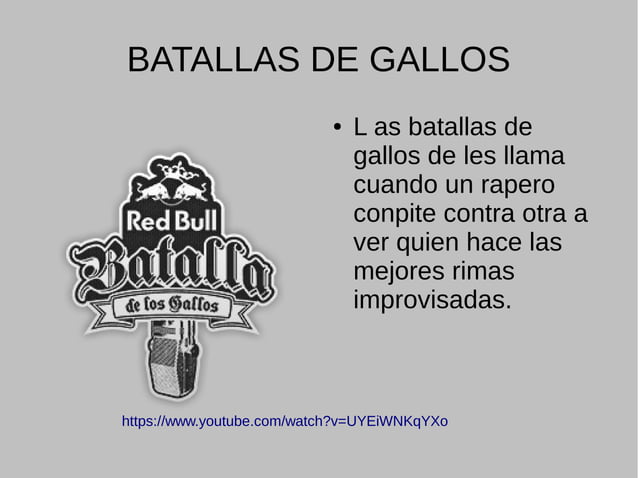 BATALLAS DE GALLOS
● L as batallas de
gallos de les llama
cuando un rapero
conpite contra otra a
ver quien hace las
mejores rimas
improvisadas.
Red Bull
Batalla
de los Gallos
https://www.youtube.com/watch?v=UYEiWNKqYXo